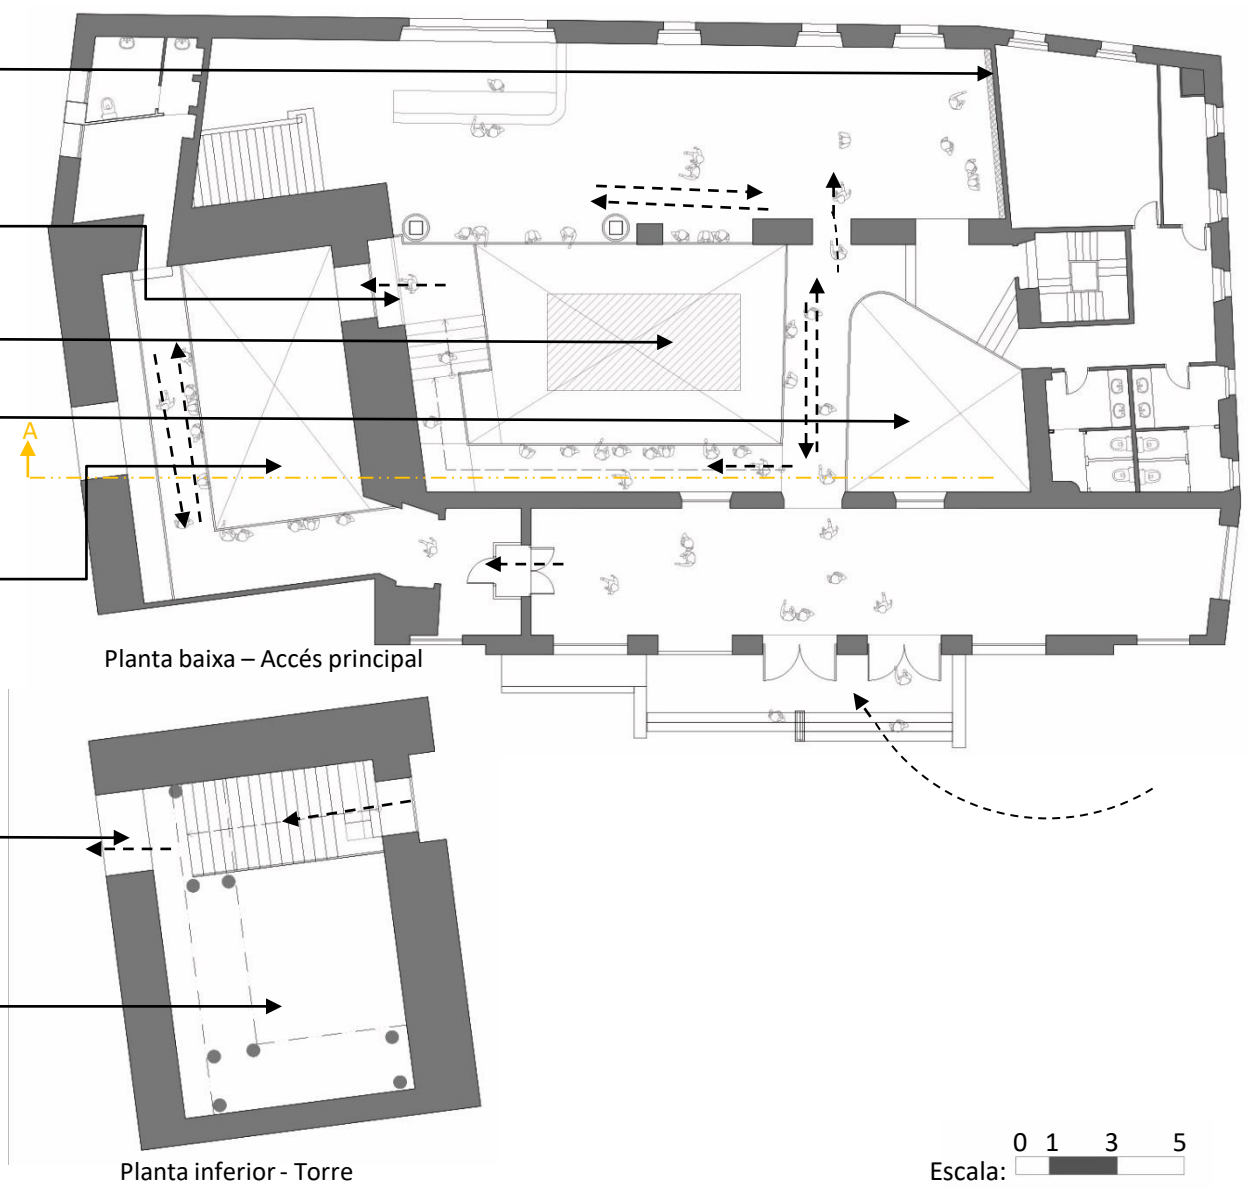 A
Planta baixa – Accés principal
Planta inferior - Torre
0 1 3 5
Escala: